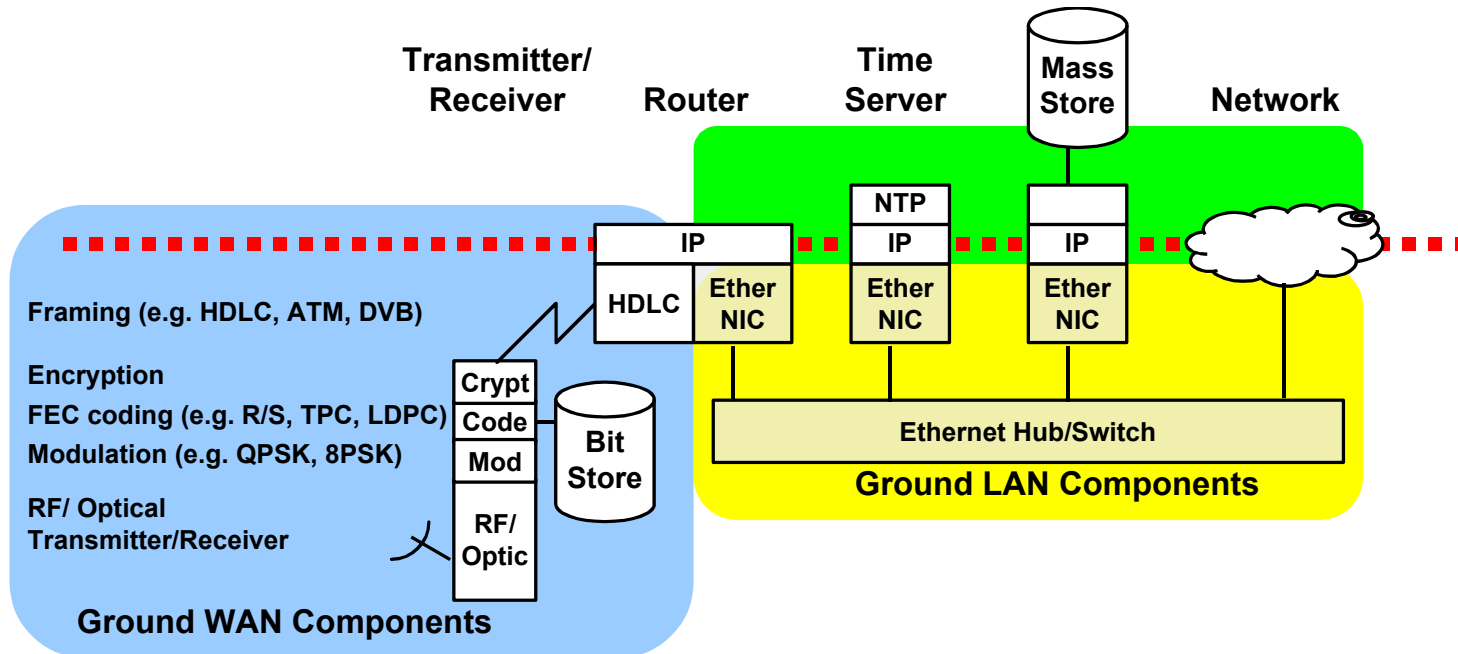 Transmitter/
Receiver
Router
Time
Server
Mass
Store
Network
NTP
IP
IP
IP
HDLC
Ether
NIC
Ether
NIC
Ether
NIC
Framing (e.g. HDLC, ATM, DVB)
Encryption
FEC coding (e.g. R/S, TPC, LDPC)
Modulation (e.g. QPSK, 8PSK)
RF/ Optical
Transmitter/Receiver
Crypt
Code
Mod
RF/
Optic
Bit
Store
Ethernet Hub/Switch
Ground LAN Components
Ground WAN Components